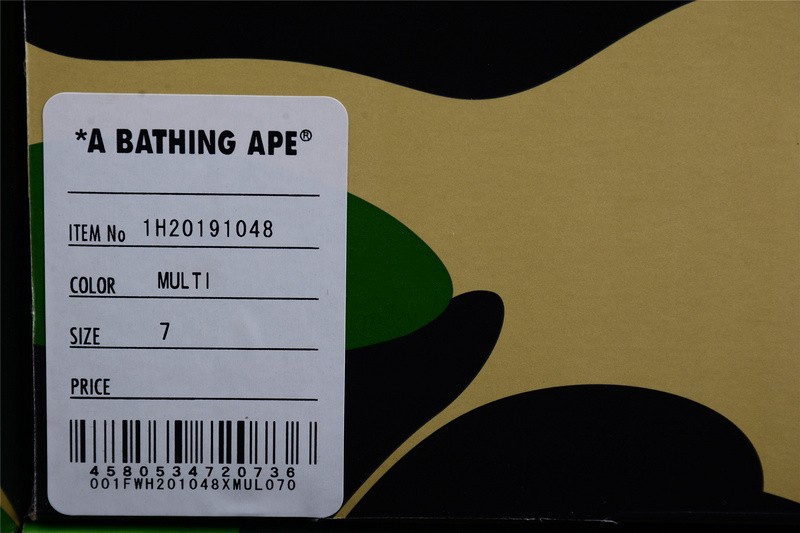 *A BATHING APE®
ITEM No 1H20191048
COLOR MULTI
SIZE 7
PRICE
4580534720736
001FWH201048XMUL070